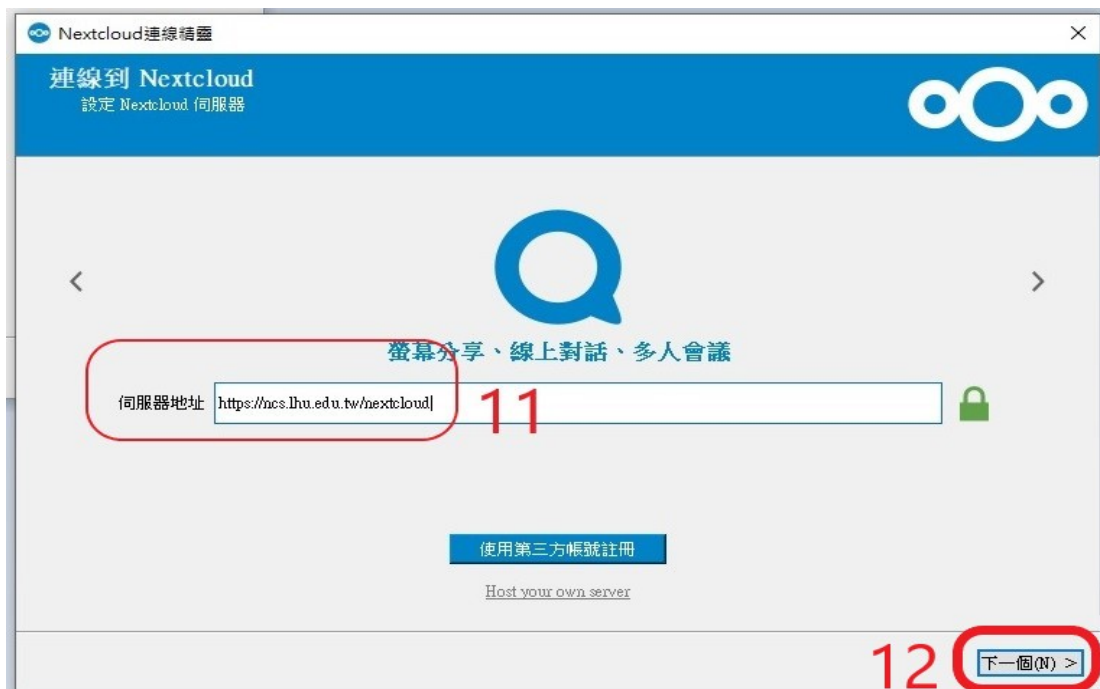 Nextcloud連線精靈
連線到 Nextcloud
設定 Nextcloud 伺服器
螢幕分享、線上對話、多人會議
伺服器地址 https://ncs.lhu.edu.tw/nextcloud
11
使用第三方帳號註冊
Host your own server
12
下一個(N) >